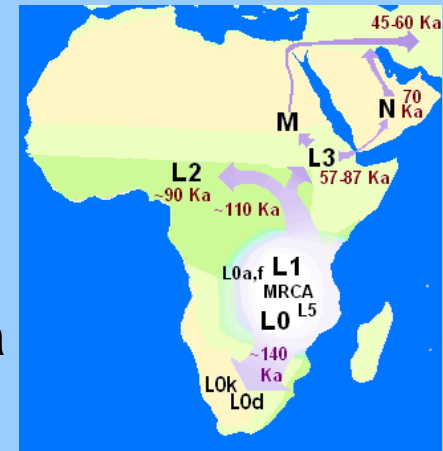 45-60 Ka
M
N 70
Ka
L2
L3
~90 Ka
57-87 Ka
~110 Ka
L0a,f
L1
MRCA
L5
L0
~140
Ka
L0k
L0d